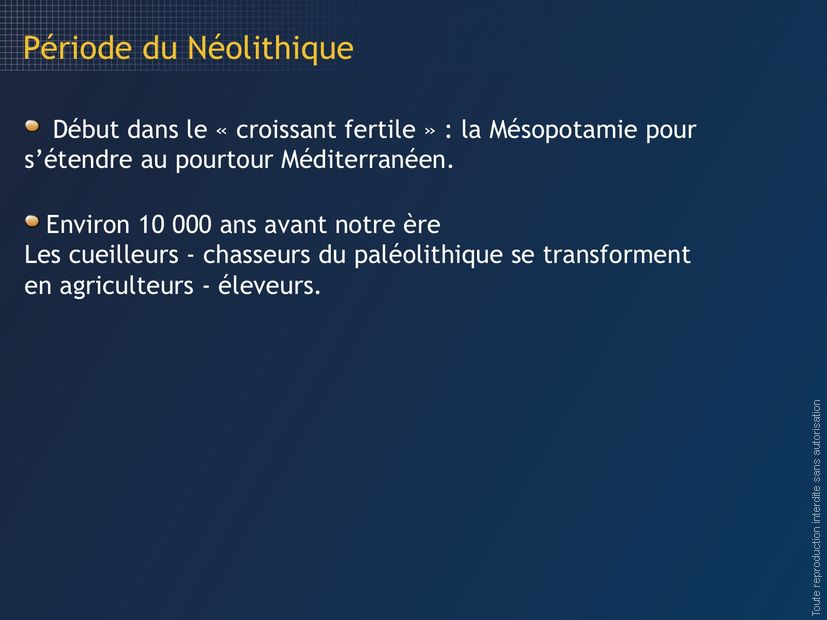 Période du Néolithique
Début dans le « croissant fertile » : la Mésopotamie pour
s’étendre au pourtour Méditerranéen.
Environ 10 000 ans avant notre ère
Les cueilleurs - chasseurs du paléolithique se transforment
en agriculteurs - éleveurs.
Toute reproduction interdite sans autorisation